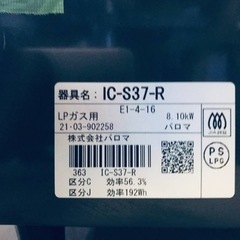 器具名: IC-S37-R
E1-4-16
LPガス用 8.10kW
21・03-902258 パロマ
株式会社パロマ
363 IC-S37-R
区分C 効率56.3%
区分J 効率192Wh
PS
LPG